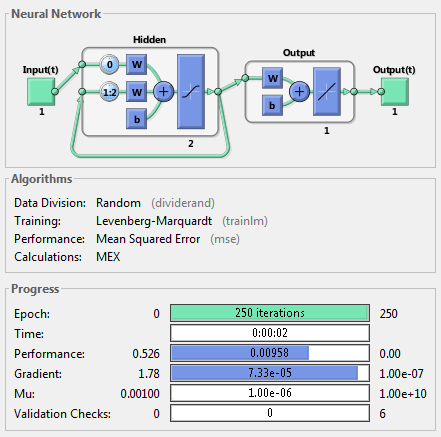 Neural Network
Hidden
Output
Input(t)
0
W
W
Output(t)
1:2
W
b
b
1
2
1
1
Algorithms
Data Division: Random (dividerand)
Training: Levenberg-Marquardt (trainlm)
Performance: Mean Squared Error (mse)
Calculations: MEX
Progress
Epoch: 0 250 iterations 250
Time: 0:00:02
Performance: 0.526 0.00958 0.00
Gradient: 1.78 7.33e-05 1.00e-07
Mu: 0.00100 1.00e-06 1.00e+10
Validation Checks: 0 0 6